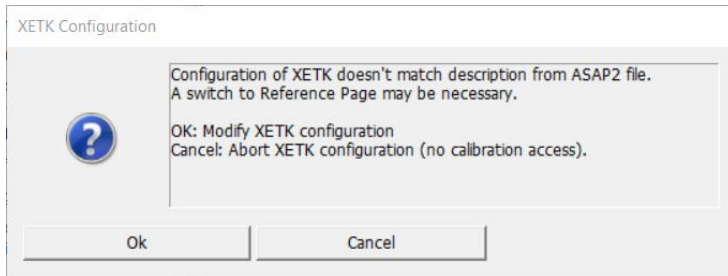 XETK Configuration
Configuration of XETK doesn't match description from ASAP2 file.
A switch to Reference Page may be necessary.
OK: Modify XETK configuration
Cancel: Abort XETK configuration (no calibration access).
Ok
Cancel